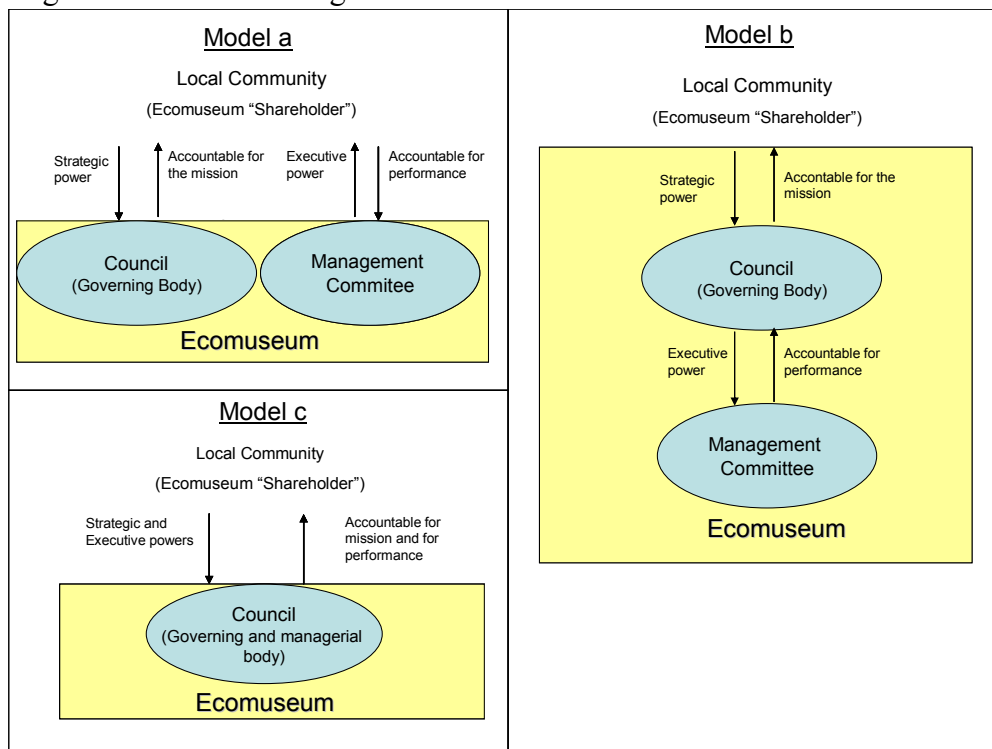 Model a
Local Community
(Ecomuseum “Shareholder”)
Strategic
power
Accountable for
the mission
Executive
power
Accountable for
performance
Council
(Governing Body)
Management
Commitee
Ecomuseum
Model b
Local Community
(Ecomuseum “Shareholder”)
Strategic
power
Accontable for the
mission
Council
(Governing Body)
Executive
power
Accountable for
performance
Management
Committee
Ecomuseum
Model c
Local Community
(Ecomuseum “Shareholder”)
Strategic and
Executive powers
Accountable for
mission and for
performance
Council
(Governing and managerial
body)
Ecomuseum